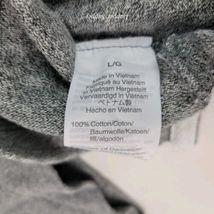 L/G
Made in Vietnam
Fabriqué au Vietnam
In Vietnam Hergestellt
Vervaardigd in Vietnam
ベトナム製
Hecho en Vietnam
100% Cotton/Coton/
Baumwolle/Katoen/
綿/algodón